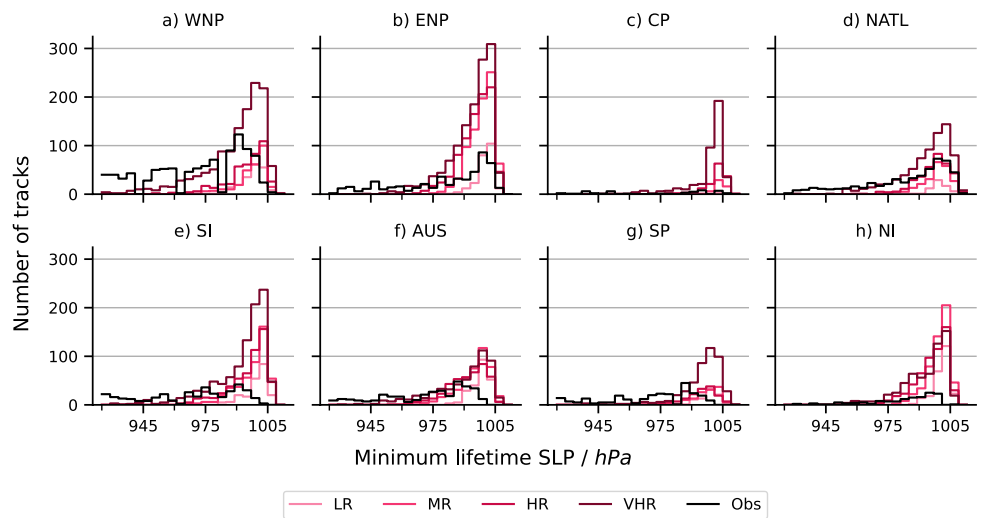 a) WNP b) ENP c) CP d) NATL
300
200
100
0
Number of tracks
e) SI f) AUS g) SP h) NI
300
200
100
0
945 975 1005 945 975 1005 945 975 1005 945 975 1005
Minimum lifetime SLP / hPa
LR MR HR VHR Obs